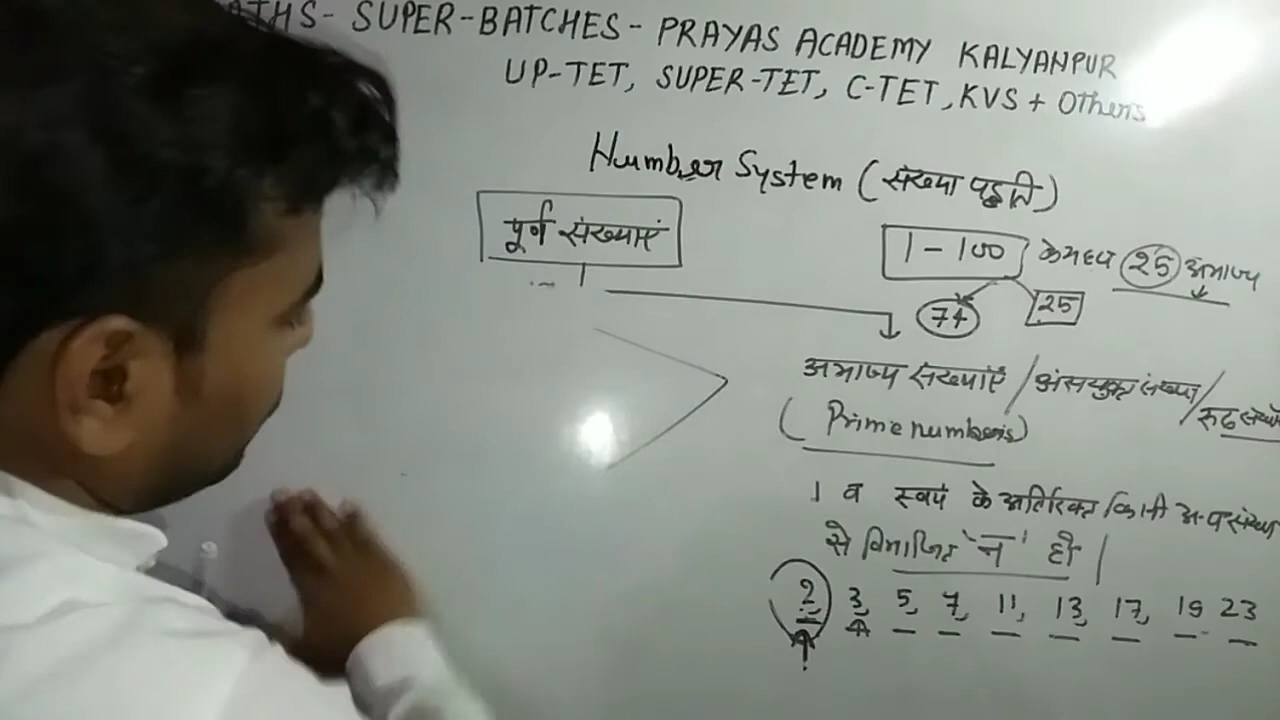 MATHS - SUPER-BATCHES - PRAYAS ACADEMY KALYANPUR
UP-TET, SUPER-TET, C-TET, KVS + Others
Number System (संख्या पद्धति)
पूर्ण संख्याएं
1 - 100 के मध्य 25 अभाज्य
74 25
अभाज्य संख्याएँ / अंसयुक्त संख्या / रूढ़ संख्या
(Prime numbers)
1 व स्वयं के अतिरिक्त किसी अन्य संख्या
से विभाजित 'न' हो |
2, 3, 5, 7, 11, 13, 17, 19 23